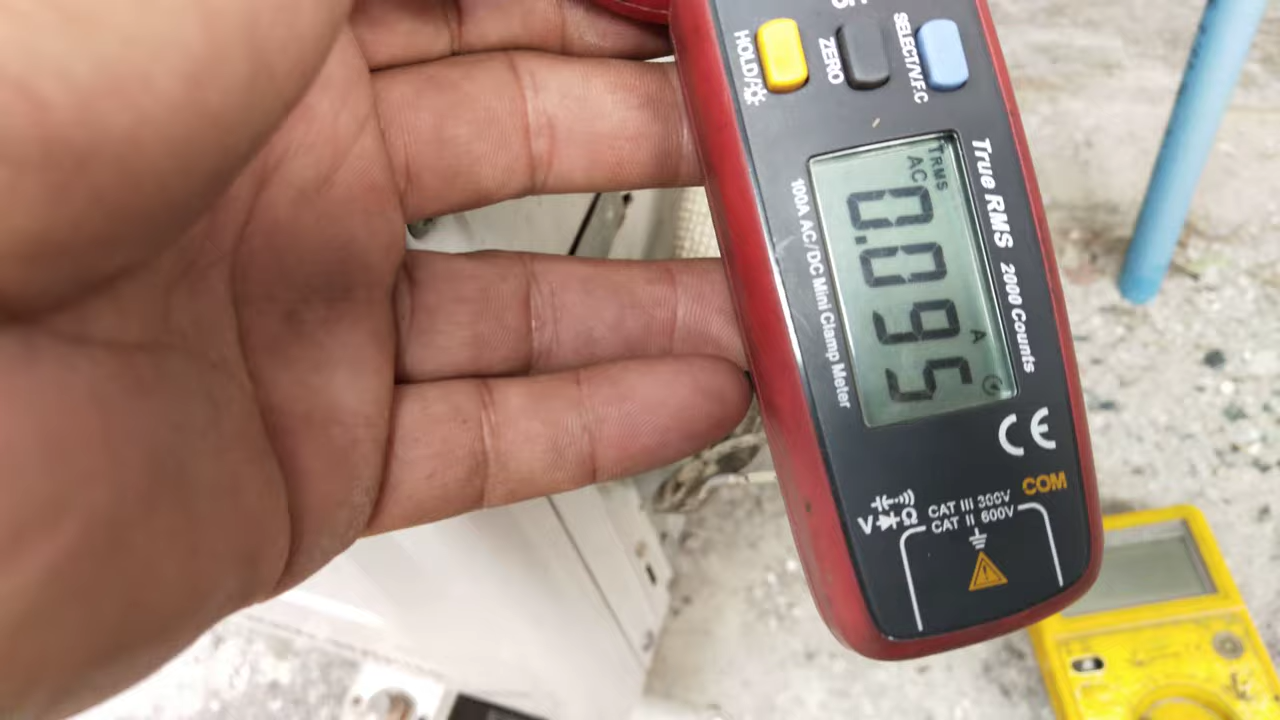 HOLD/
ZERO
SELECT/V.F.C
True RMS 2000 Counts
TRMS
AC
0.095
A
100A AC/DC Mini Clamp Meter
CE
COM
CAT III 300V
CAT II 600V
V Ω